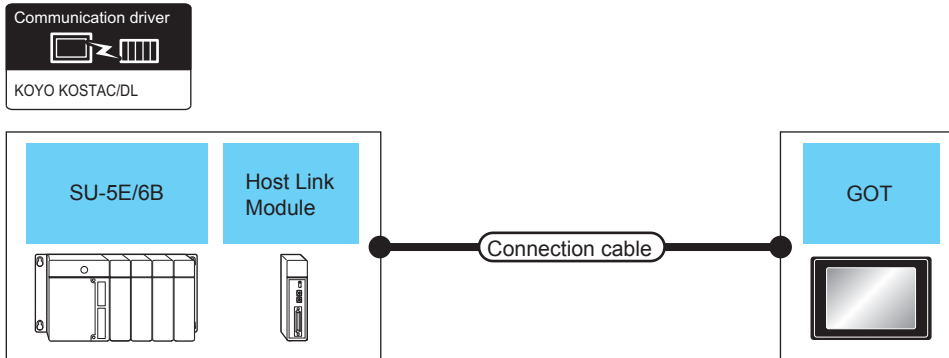 Communication driver
KOYO KOSTAC/DL
SU-5E/6B
Host Link
Module
Connection cable
GOT